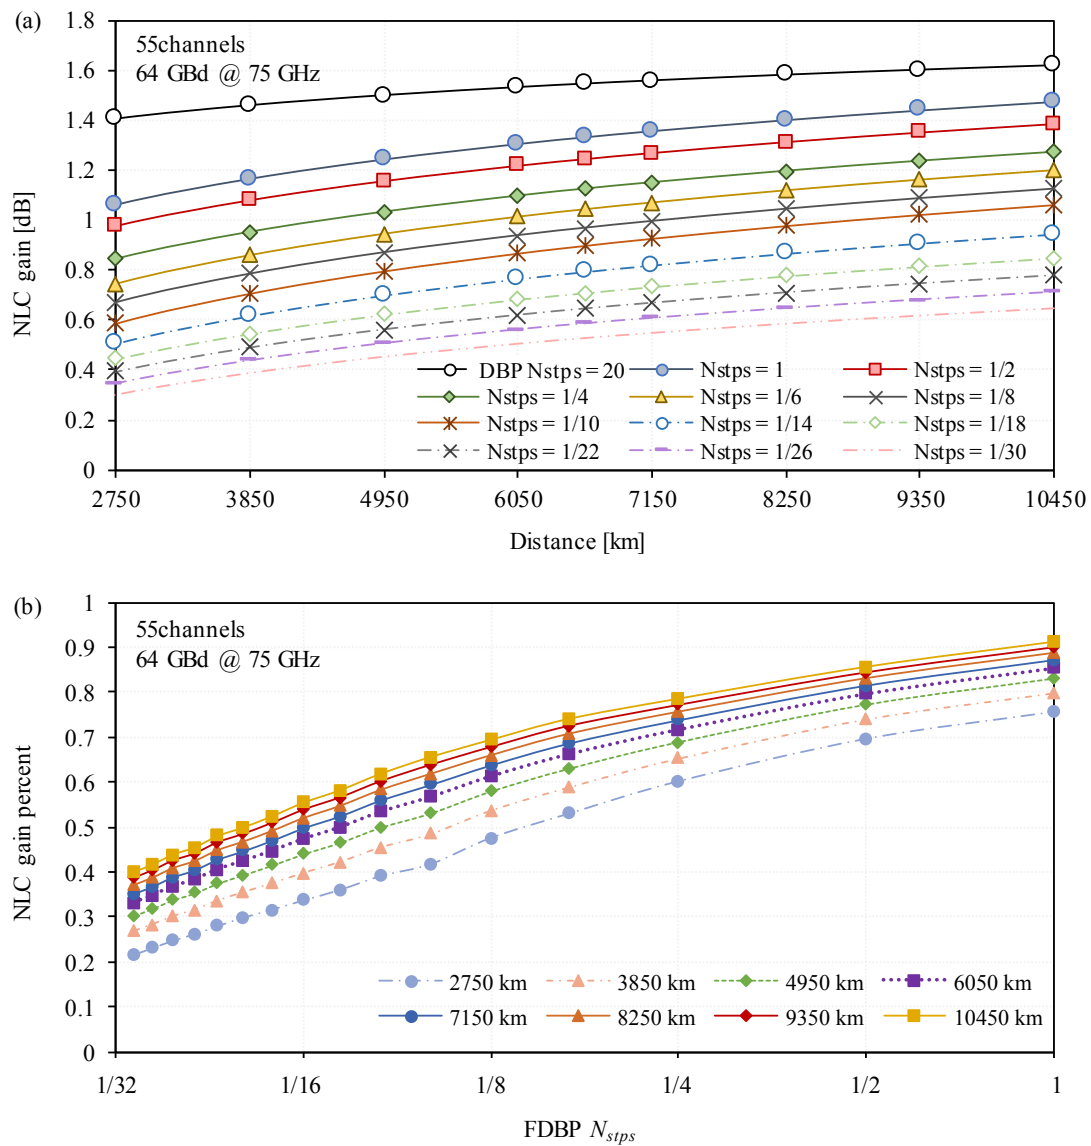 (a)
55channels
64 GBd @ 75 GHz
NLC gain [dB]
1.8
1.6
1.4
1.2
1
0.8
0.6
0.4
0.2
0
DBP Nstps = 20
Nstps = 1
Nstps = 1/2
Nstps = 1/4
Nstps = 1/6
Nstps = 1/8
Nstps = 1/10
Nstps = 1/14
Nstps = 1/18
Nstps = 1/22
Nstps = 1/26
Nstps = 1/30
2750 3850 4950 6050 7150 8250 9350 10450
Distance [km]
(b)
55channels
64 GBd @ 75 GHz
NLC gain percent
1
0.9
0.8
0.7
0.6
0.5
0.4
0.3
0.2
0.1
0
2750 km 3850 km 4950 km 6050 km
7150 km 8250 km 9350 km 10450 km
1/32 1/16 1/8 1/4 1/2 1
FDBP Nstps